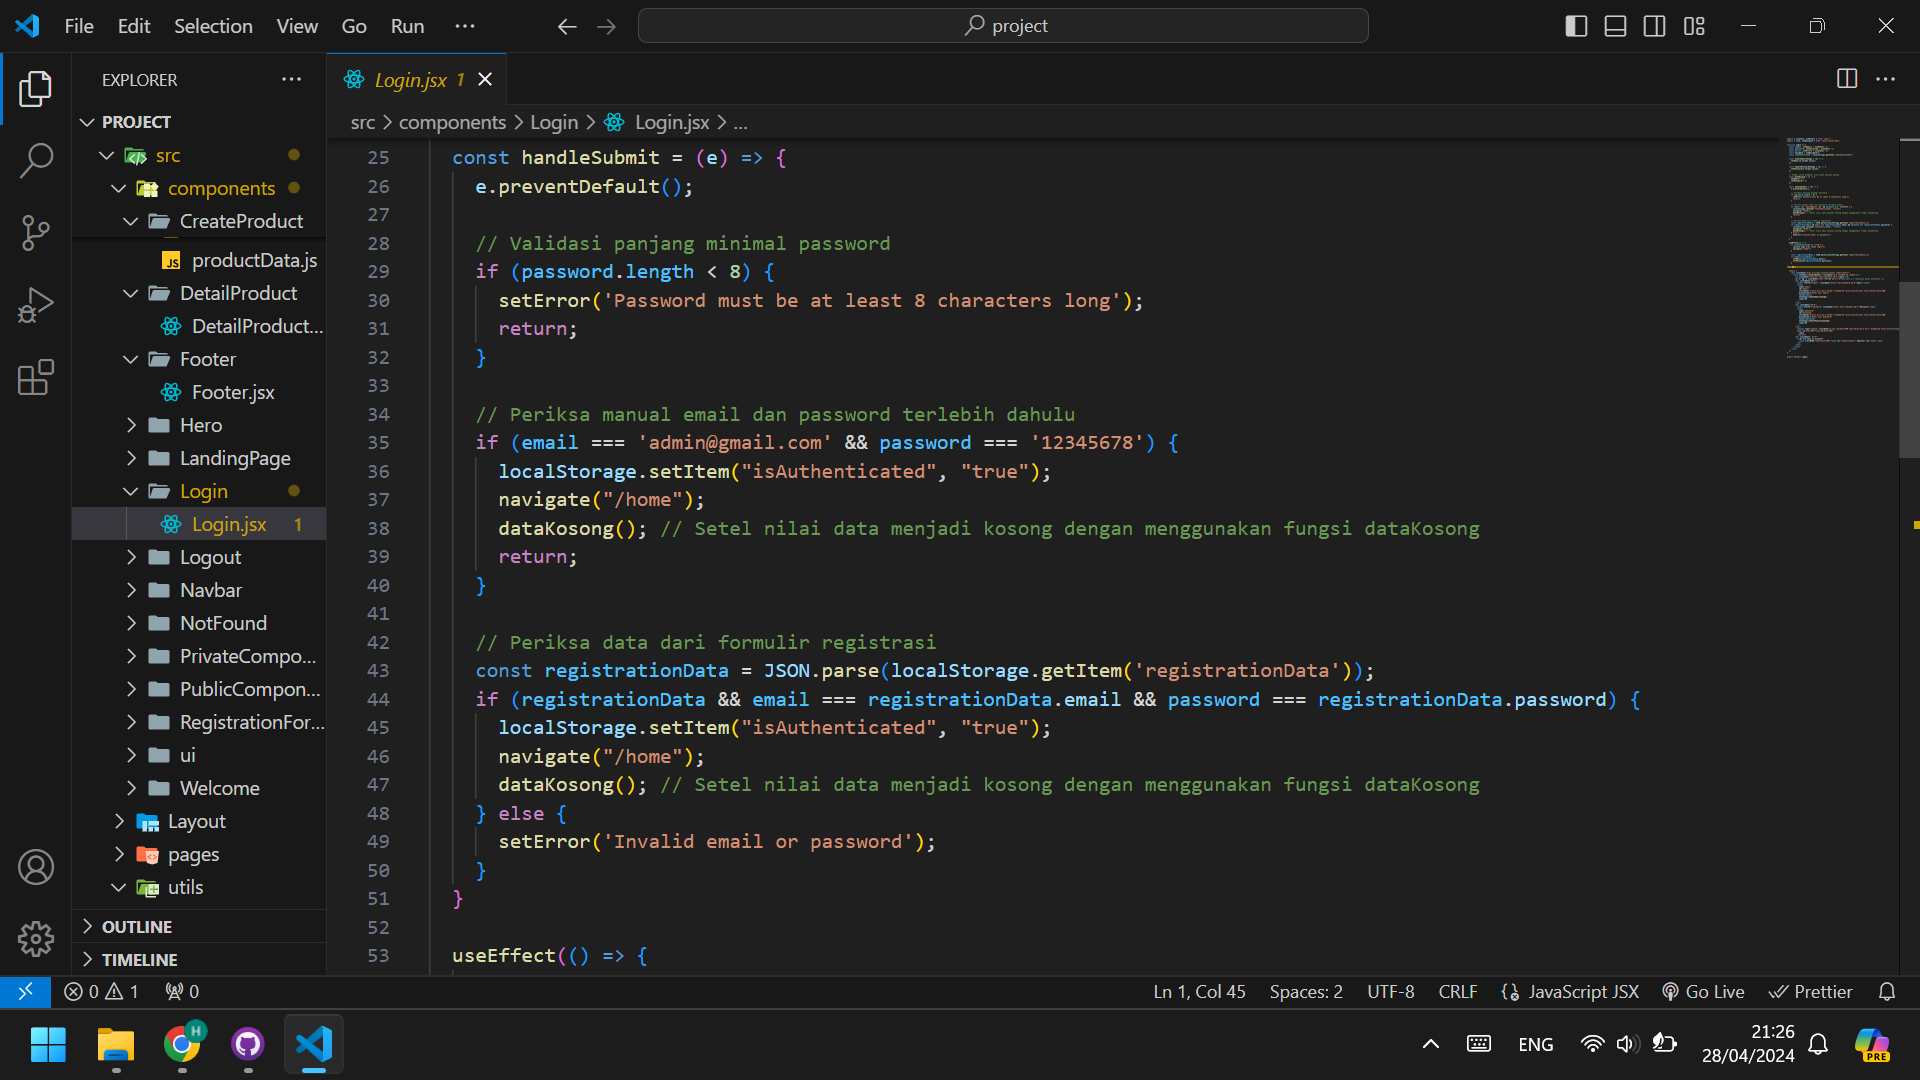 File Edit Selection View Go Run ··· project
EXPLORER ···
PROJECT
src
components
CreateProduct
JS productData.js
DetailProduct
DetailProduct...
Footer
Footer.jsx
Hero
LandingPage
Login
Login.jsx 1
Logout
Navbar
NotFound
PrivateCompo...
PublicCompon...
RegistrationFor...
ui
Welcome
Layout
pages
utils
OUTLINE
TIMELINE
Login.jsx 1
src > components > Login > Login.jsx > ...
25 const handleSubmit = (e) => {
26 e.preventDefault();
27
28 // Validasi panjang minimal password
29 if (password.length < 8) {
30 setError('Password must be at least 8 characters long');
31 return;
32 }
33
34 // Periksa manual email dan password terlebih dahulu
35 if (email === 'admin@gmail.com' && password === '12345678') {
36 localStorage.setItem("isAuthenticated", "true");
37 navigate("/home");
38 dataKosong(); // Setel nilai data menjadi kosong dengan menggunakan fungsi dataKosong
39 return;
40 }
41
42 // Periksa data dari formulir registrasi
43 const registrationData = JSON.parse(localStorage.getItem('registrationData'));
44 if (registrationData && email === registrationData.email && password === registrationData.password) {
45 localStorage.setItem("isAuthenticated", "true");
46 navigate("/home");
47 dataKosong(); // Setel nilai data menjadi kosong dengan menggunakan fungsi dataKosong
48 } else {
49 setError('Invalid email or password');
50 }
51 }
52
53 useEffect(() => {
0 1 0 Ln 1, Col 45 Spaces: 2 UTF-8 CRLF JavaScript JSX Go Live Prettier
H ENG 21:26
28/04/2024
PRE